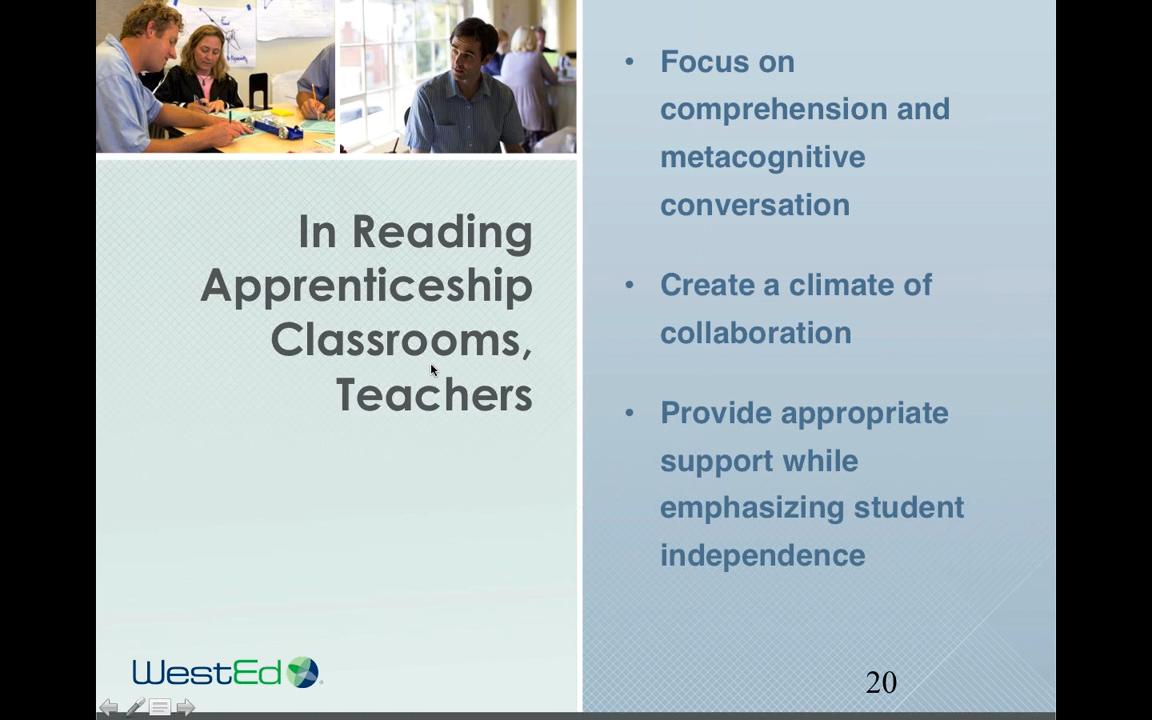 In Reading
Apprenticeship
Classrooms,
Teachers
• Focus on
comprehension and
metacognitive
conversation
• Create a climate of
collaboration
• Provide appropriate
support while
emphasizing student
independence
WestEd
20